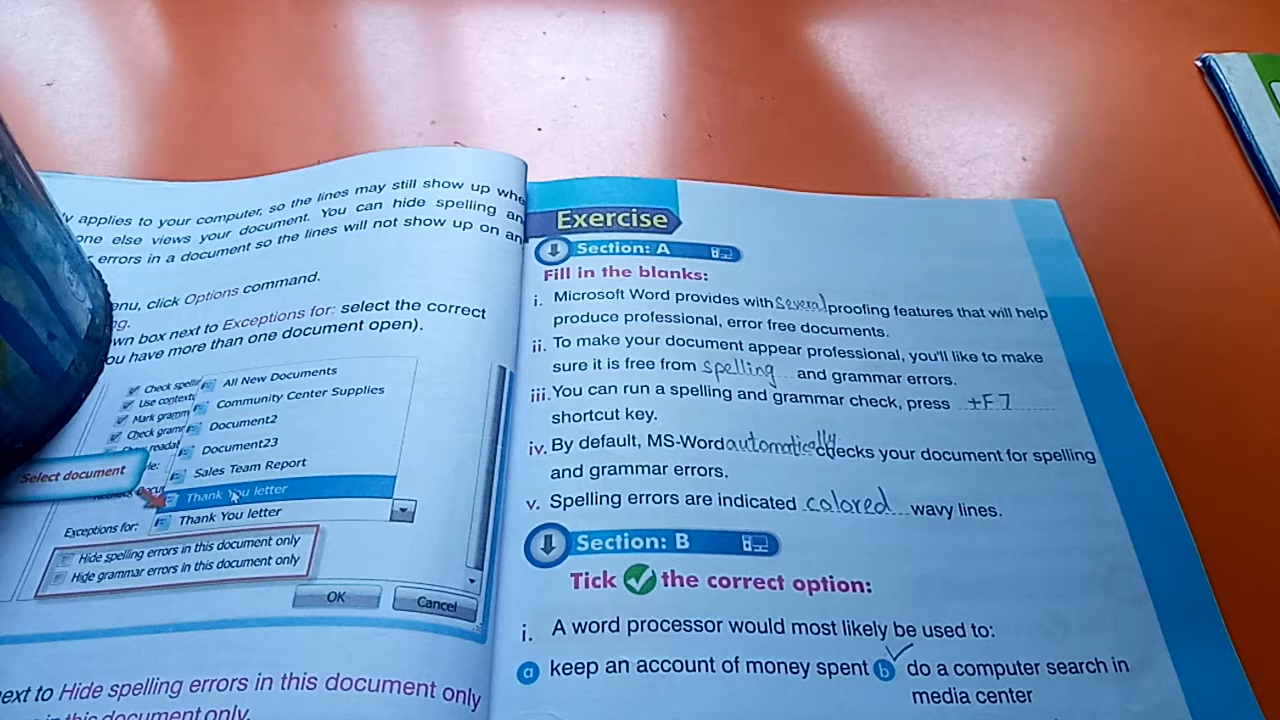 applies to your computer, so the lines may still show up
one else views your document. You can hide spelling
errors in a document so the lines will not show up on
click Options command.
box next to Exceptions for: select the correct
have more than one document open).
Check
Use
Mark
Check
All New Documents
Community Center Supplies
Document2
Document23
Sales Team Report
Thank You letter
Select document
Exceptions for: Thank You letter
Hide spelling errors in this document only
Hide grammar errors in this document only
OK Cancel
to Hide spelling errors in this document only
in this document only.
Exercise
Section: A
Fill in the blanks:
i. Microsoft Word provides with several proofing features that will help
produce professional, error free documents.
ii. To make your document appear professional, you'll like to make
sure it is free from spelling and grammar errors.
iii. You can run a spelling and grammar check, press +F7
shortcut key.
iv. By default, MS-Word automatically checks your document for spelling
and grammar errors.
v. Spelling errors are indicated colored wavy lines.
Section: B
Tick the correct option:
i. A word processor would most likely be used to:
a keep an account of money spent b do a computer search in
media center